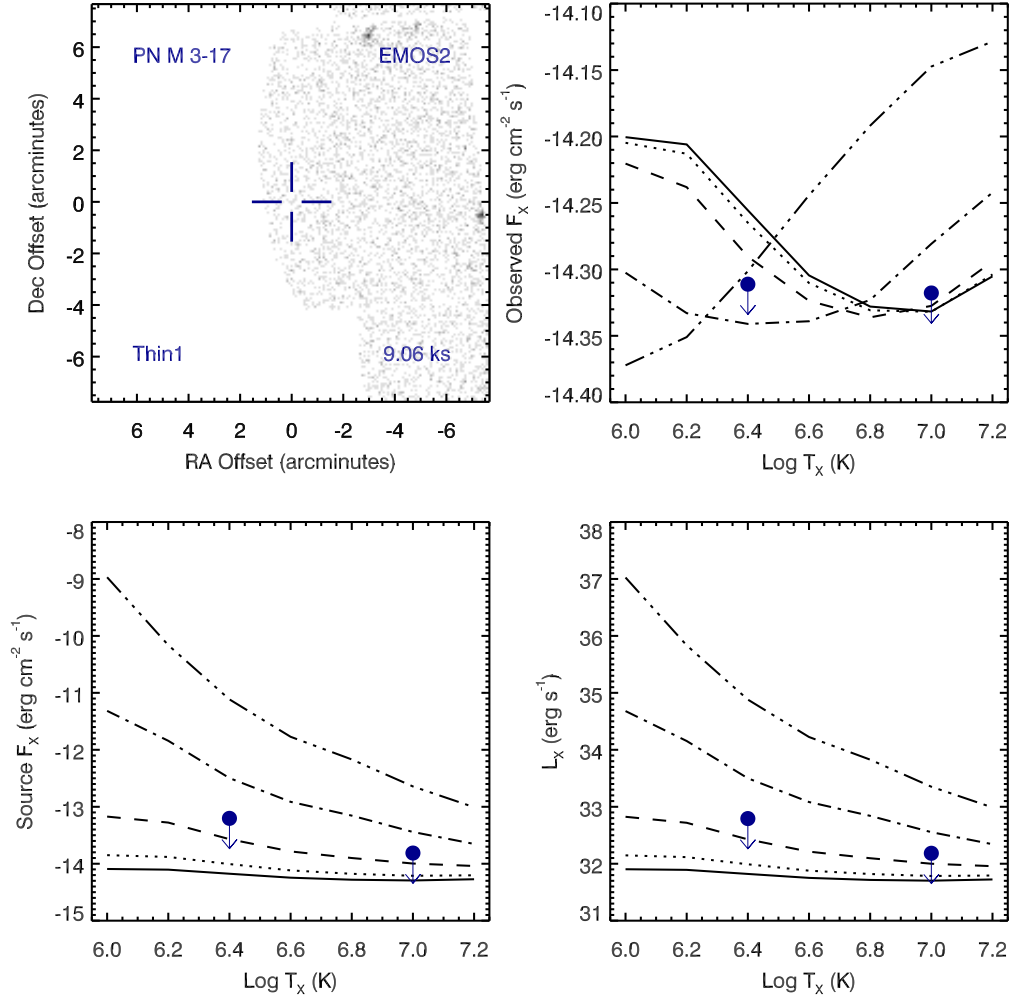 PN M 3-17
EMOS2
Thin1
9.06 ks
6
4
2
0
-2
-4
-6
6 4 2 0 -2 -4 -6
Dec Offset (arcminutes)
RA Offset (arcminutes)
-14.10
-14.15
-14.20
-14.25
-14.30
-14.35
-14.40
6.0 6.2 6.4 6.6 6.8 7.0 7.2
Observed F_X (erg cm⁻² s⁻¹)
Log T_X (K)
-8
-9
-10
-11
-12
-13
-14
-15
6.0 6.2 6.4 6.6 6.8 7.0 7.2
Source F_X (erg cm⁻² s⁻¹)
Log T_X (K)
38
37
36
35
34
33
32
31
6.0 6.2 6.4 6.6 6.8 7.0 7.2
L_X (erg s⁻¹)
Log T_X (K)